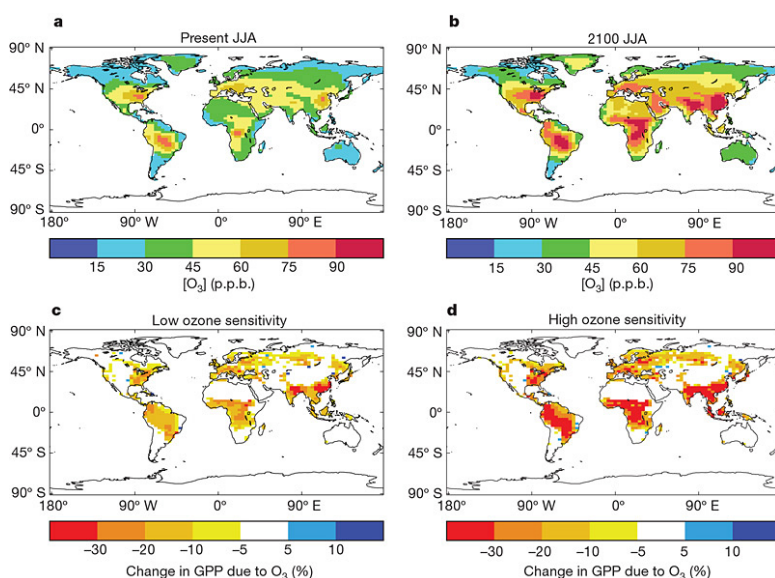 a Present JJA
90° N
45° N
0°
45° S
90° S
180° 90° W 0° 90° E
15 30 45 60 75 90
[O₃] (p.p.b.)
b 2100 JJA
90° N
45° N
0°
45° S
90° S
180° 90° W 0° 90° E
15 30 45 60 75 90
[O₃] (p.p.b.)
c Low ozone sensitivity
90° N
45° N
0°
45° S
90° S
180° 90° W 0° 90° E
–30 –20 –10 –5 5 10
Change in GPP due to O₃ (%)
d High ozone sensitivity
90° N
45° N
0°
45° S
90° S
180° 90° W 0° 90° E
–30 –20 –10 –5 5 10
Change in GPP due to O₃ (%)